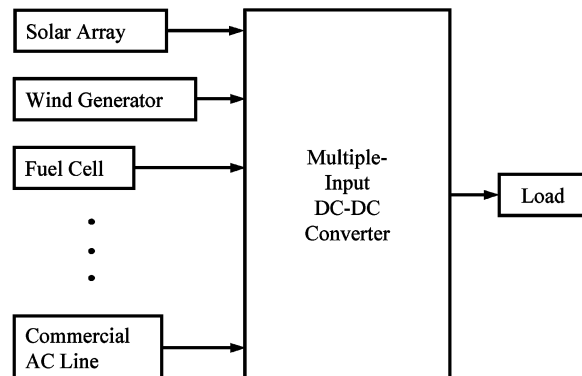 Solar Array
Wind Generator
Fuel Cell
Commercial
AC Line
Multiple-
Input
DC-DC
Converter
Load